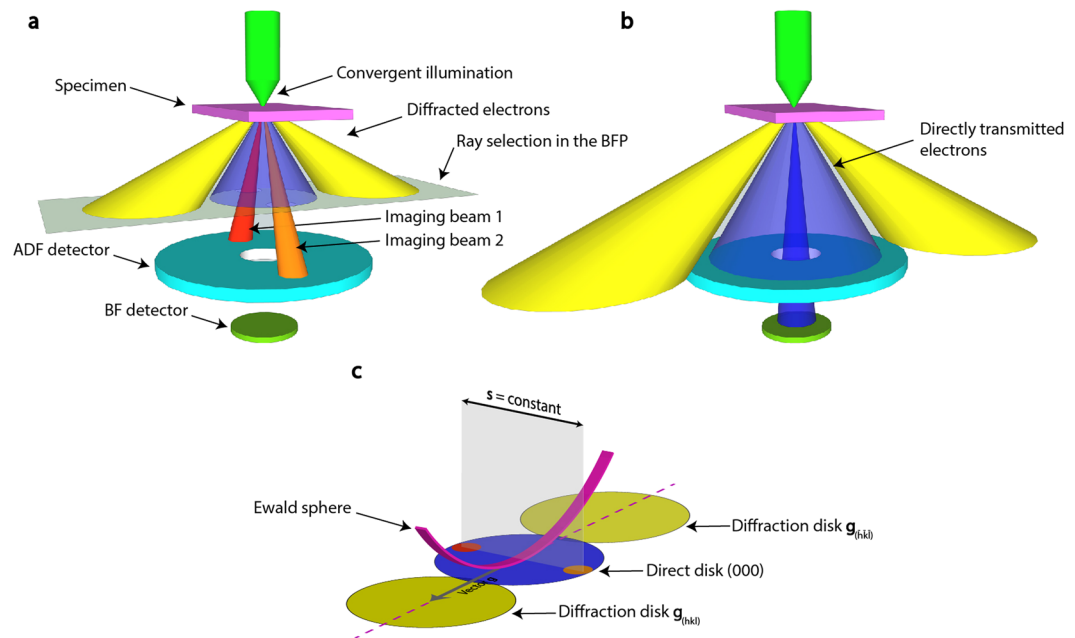 a
b
Specimen
Convergent illumination
Diffracted electrons
Ray selection in the BFP
Imaging beam 1
Imaging beam 2
ADF detector
BF detector
Directly transmitted
electrons
c
s = constant
Ewald sphere
Diffraction disk g(hkl)
Direct disk (000)
Vector g
Diffraction disk g(hkl)